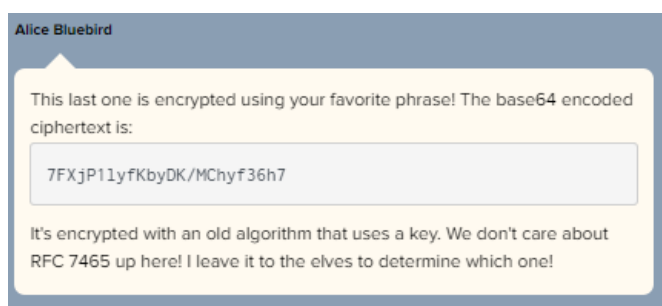 Alice Bluebird
This last one is encrypted using your favorite phrase! The base64 encoded
ciphertext is:
7FXjP1lyfKbyDK/MChyf36h7
It's encrypted with an old algorithm that uses a key. We don't care about
RFC 7465 up here! I leave it to the elves to determine which one!